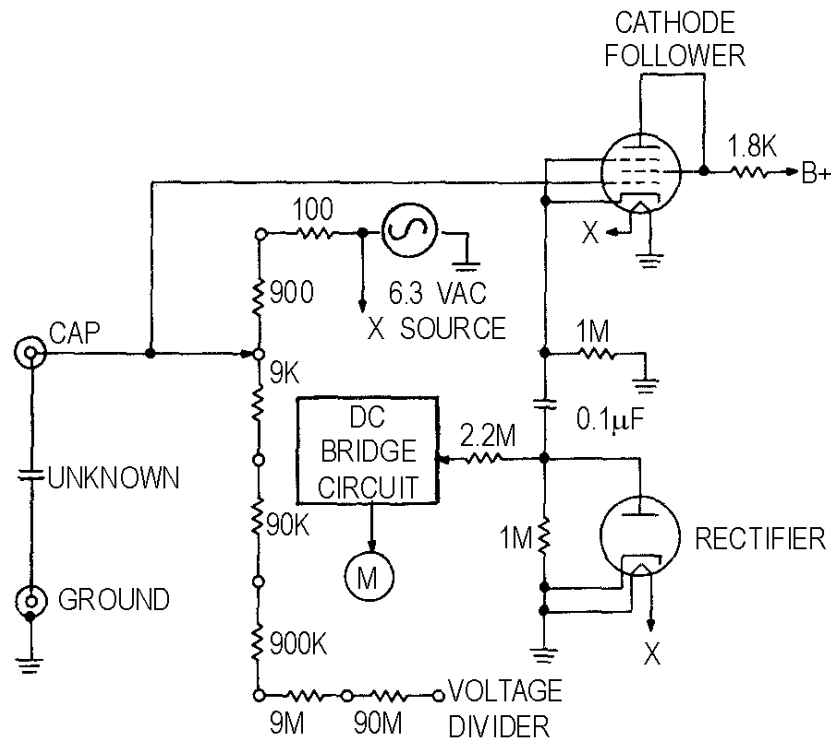 CATHODE
FOLLOWER
1.8K
B+
X
100
6.3 VAC
X SOURCE
900
CAP
9K
1M
0.1μF
DC
BRIDGE
CIRCUIT
2.2M
UNKNOWN
90K
1M
RECTIFIER
M
GROUND
900K
X
9M
90M
VOLTAGE
DIVIDER